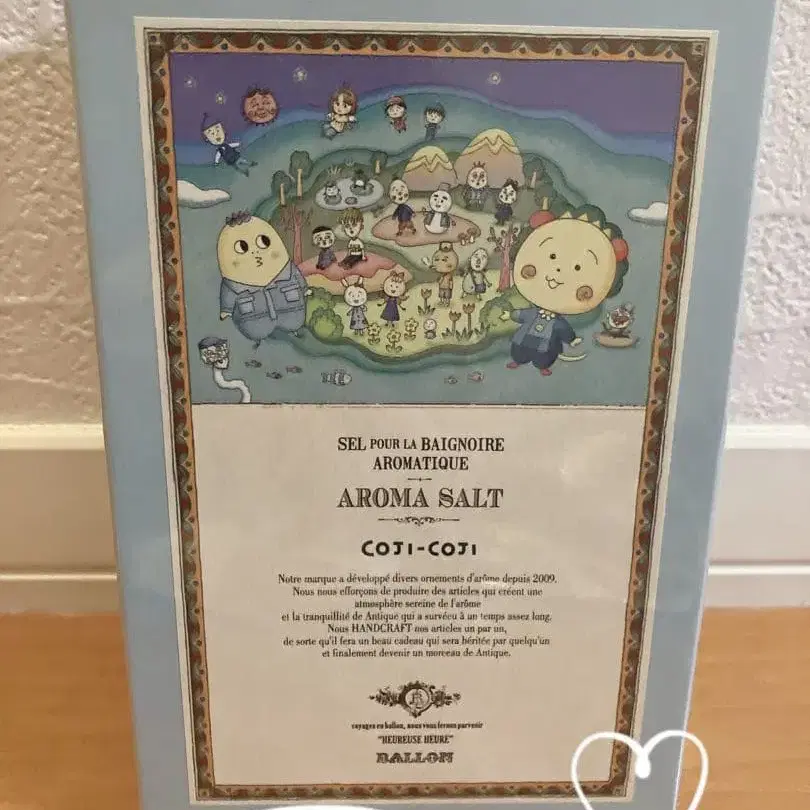 SEL POUR LA BAIGNOIRE
AROMATIQUE
AROMA SALT
COJI-COJI
Notre marque a développé divers ornements d'arôme depuis 2009.
Nous nous efforçons de produire des articles qui créent une
atmosphère sereine de l'arôme
et la tranquillité de Antique qui a survécu à un temps assez long.
Nous HANDCRAFT nos articles un par un,
de sorte qu'il fera un beau cadeau qui sera héritée par quelqu'un
et finalement devenir un morceau de Antique.
voyagez en ballon, nous vous ferons parvenir
"HEUREUSE HEURE"
BALLON